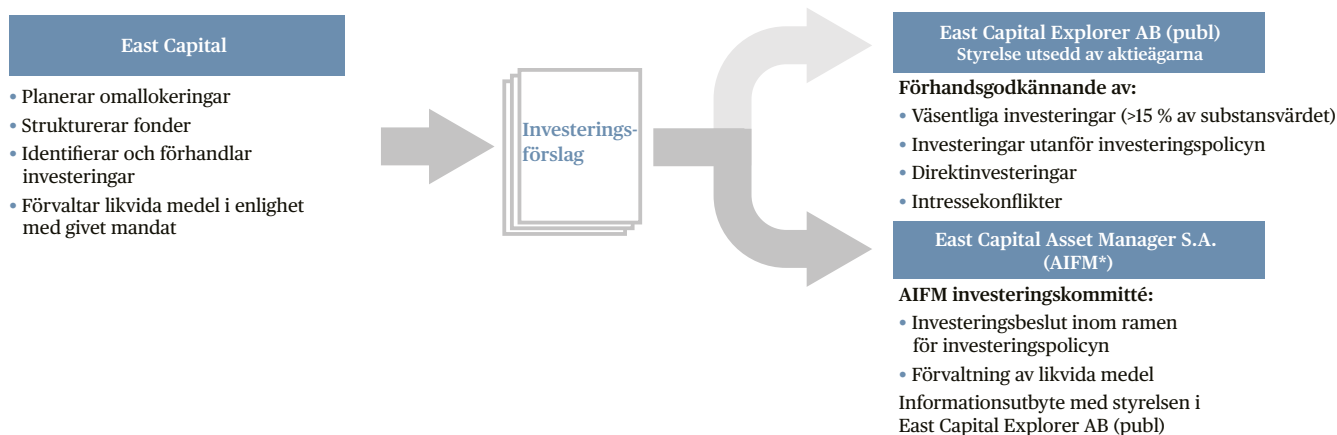 East Capital
• Planerar omallokeringar
• Strukturerar fonder
• Identifierar och förhandlar
investeringar
• Förvaltar likvida medel i enlighet
med givet mandat
Investerings-
förslag
East Capital Explorer AB (publ)
Styrelse utsedd av aktieägarna
Förhandsgodkännande av:
• Väsentliga investeringar (>15 % av substansvärdet)
• Investeringar utanför investeringspolicyn
• Direktinvesteringar
• Intressekonflikter
East Capital Asset Manager S.A.
(AIFM*)
AIFM investeringskommitté:
• Investeringsbeslut inom ramen
för investeringspolicyn
• Förvaltning av likvida medel
Informationsutbyte med styrelsen i
East Capital Explorer AB (publ)